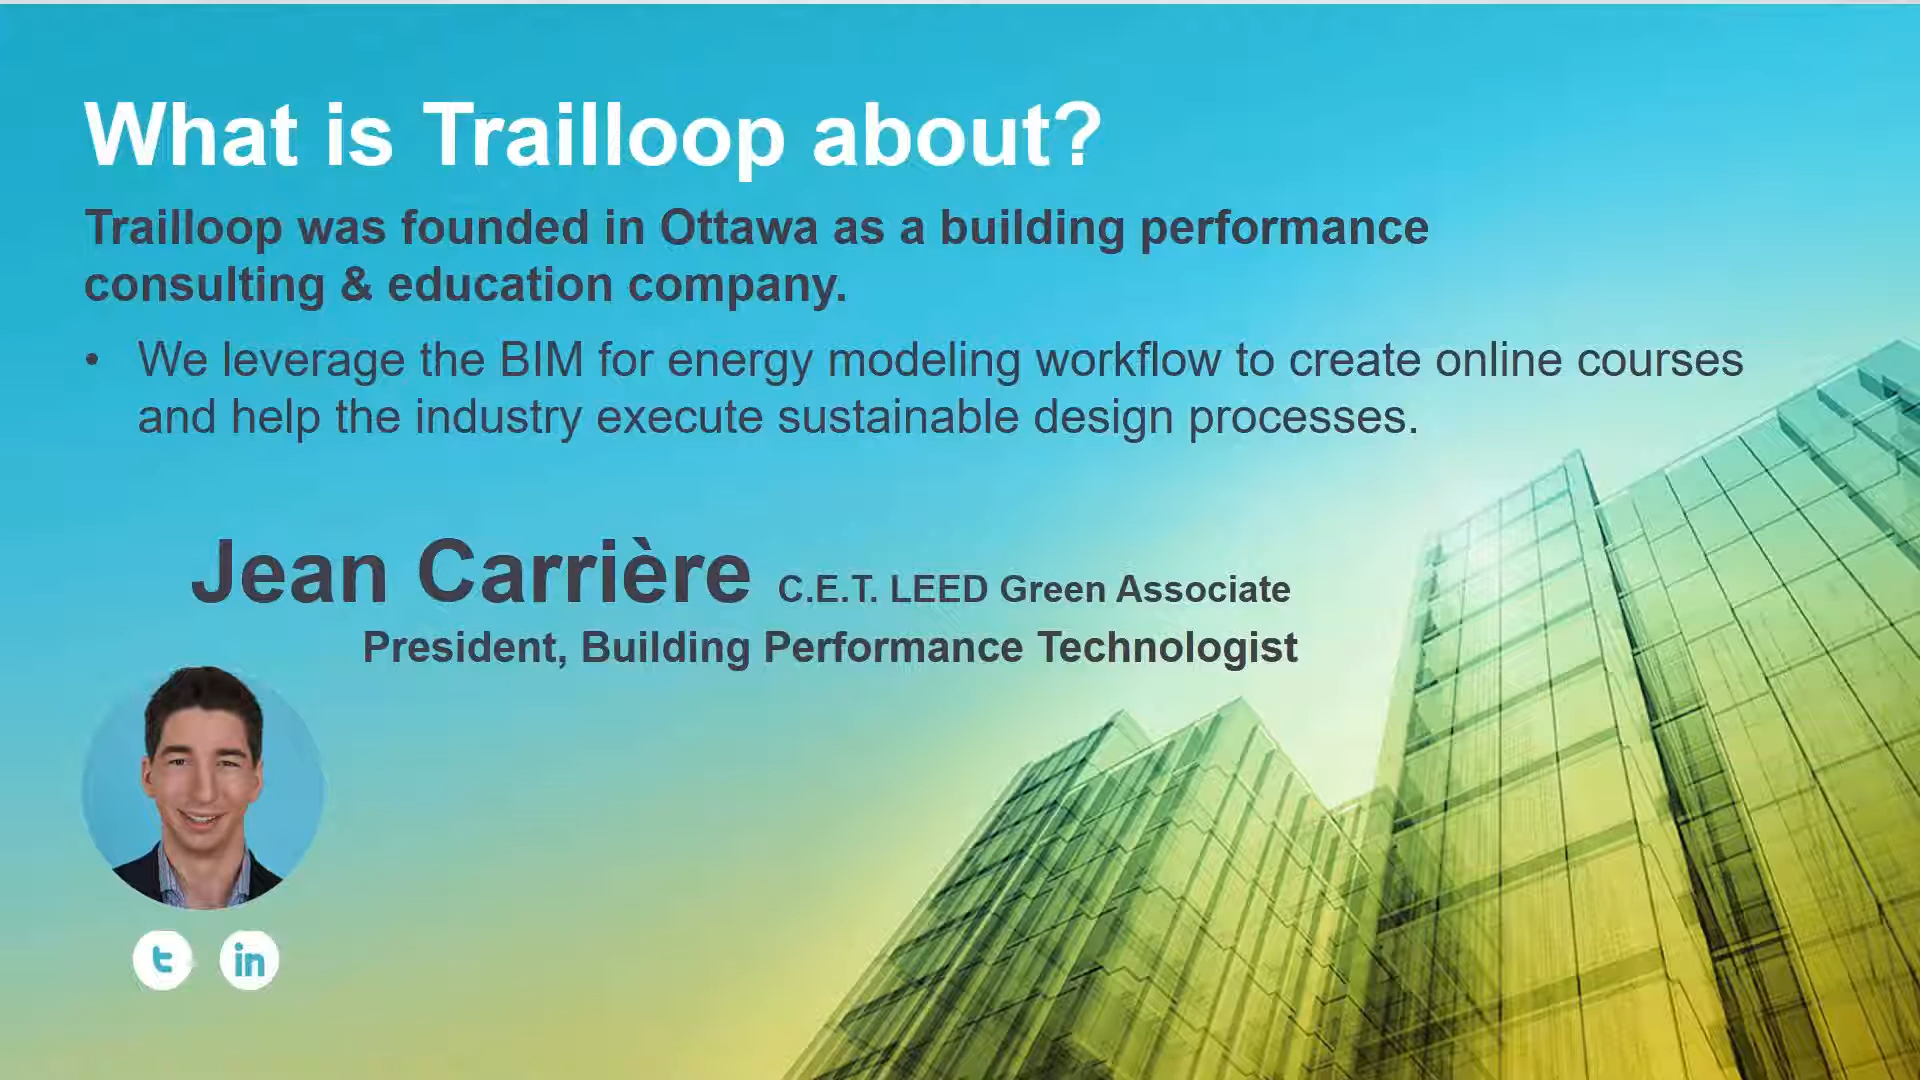 What is Trailloop about?
Trailloop was founded in Ottawa as a building performance
consulting & education company.
• We leverage the BIM for energy modeling workflow to create online courses
and help the industry execute sustainable design processes.
Jean Carrière C.E.T. LEED Green Associate
President, Building Performance Technologist
t in